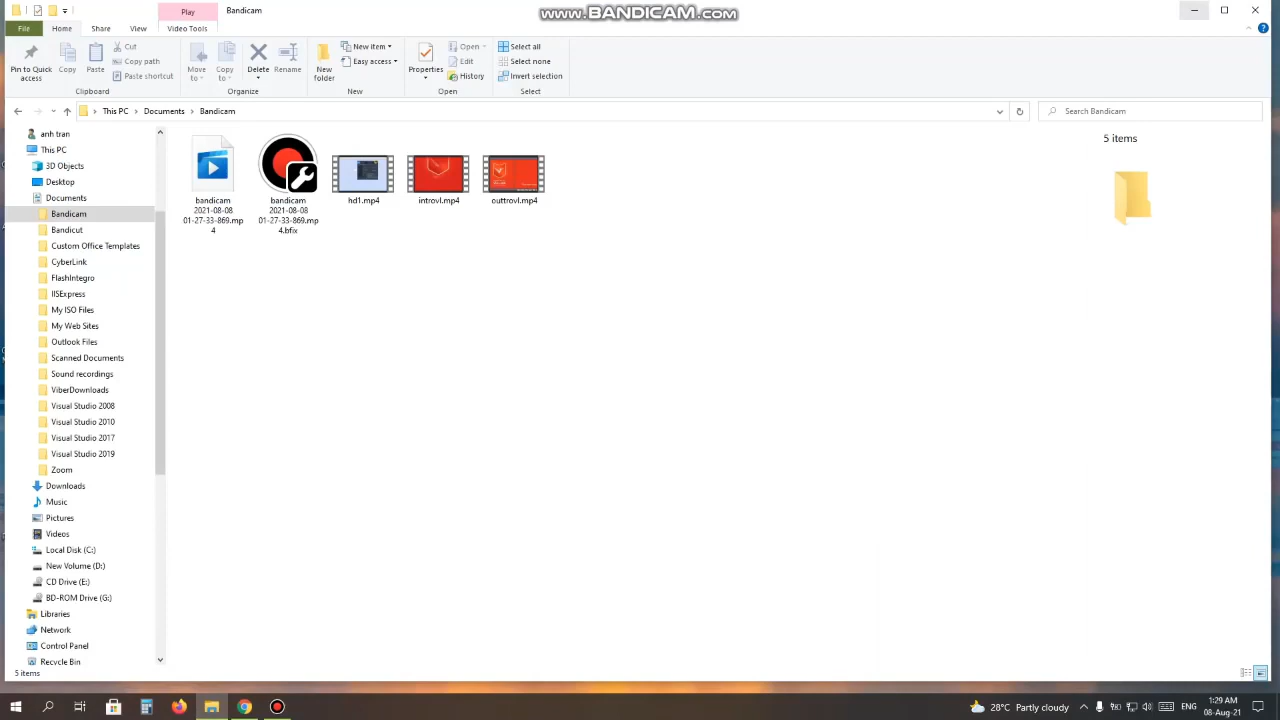 Play
Bandicam
www.BANDICAM.com
File
Home
Share
View
Video Tools
Pin to Quick access
Copy
Paste
Cut
Copy path
Paste shortcut
Clipboard
Move to
Copy to
Delete
Rename
Organize
New folder
New item
Easy access
New
Properties
Open
Edit
History
Open
Select all
Select none
Invert selection
Select
This PC > Documents > Bandicam
Search Bandicam
anh tran
This PC
3D Objects
Desktop
Documents
Bandicam
Bandicut
Custom Office Templates
CyberLink
FlashIntegro
IISExpress
My ISO Files
My Web Sites
Outlook Files
Scanned Documents
Sound recordings
ViberDownloads
Visual Studio 2008
Visual Studio 2010
Visual Studio 2017
Visual Studio 2019
Zoom
Downloads
Music
Pictures
Videos
Local Disk (C:)
New Volume (D:)
CD Drive (E:)
BD-ROM Drive (G:)
Libraries
Network
Control Panel
Recycle Bin
bandicam
2021-08-08
01-27-33-869.mp
4
bandicam
2021-08-08
01-27-33-869.mp
4.bfix
hd1.mp4
introvl.mp4
outtrovl.mp4
5 items
5 items
28°C Partly cloudy
ENG
1:29 AM
08-Aug-21